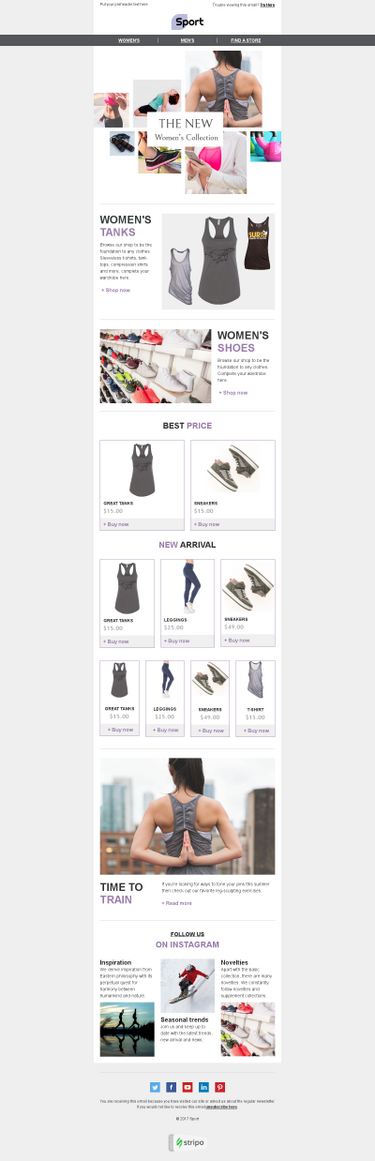 Put your preheader text here
Trouble viewing this email? Try Here
Sport
WOMEN'S | MEN'S | FIND A STORE
THE NEW
Women's Collection
WOMEN'S
TANKS
Browse our shop to be the
foundation to any clothes.
Sleeveless t-shirts, tank-
tops, compression shirts
and more, complete your
wardrobe here.
+ Shop now
WOMEN'S
SHOES
Browse our shop to be the
foundation to any clothes.
Complete your wardrobe
here.
+ Shop now
BEST PRICE
GREAT TANKS
$15.00
+ Buy now
SNEAKERS
$15.00
+ Buy now
NEW ARRIVAL
GREAT TANKS
$15.00
+ Buy now
LEGGINGS
$25.00
+ Buy now
SNEAKERS
$49.00
+ Buy now
GREAT TANKS
$15.00
+ Buy now
LEGGINGS
$25.00
+ Buy now
SNEAKERS
$49.00
+ Buy now
T-SHIRT
$15.00
+ Buy now
TIME TO
TRAIN
If you're looking for ways to tone your pins this summer
then check out our favorite leg-sculpting exercises.
+ Read more
FOLLOW US
ON INSTAGRAM
Inspiration
We derive inspiration from
Eastern philosophy with its
perpetual quest for
harmony between
humankind and nature.
Seasonal trends
Join us and keep up to
date with the latest trends,
new arrival and news.
Novelties
Apart with the basic
collection, there are many
novelties. We constantly
follow novelties and
supplement collections.
You are receiving this email because you have visited our site or asked us about the regular newsletter.
If you would not like to receive this email unsubscribe here.
© 2017 Sport
stripo